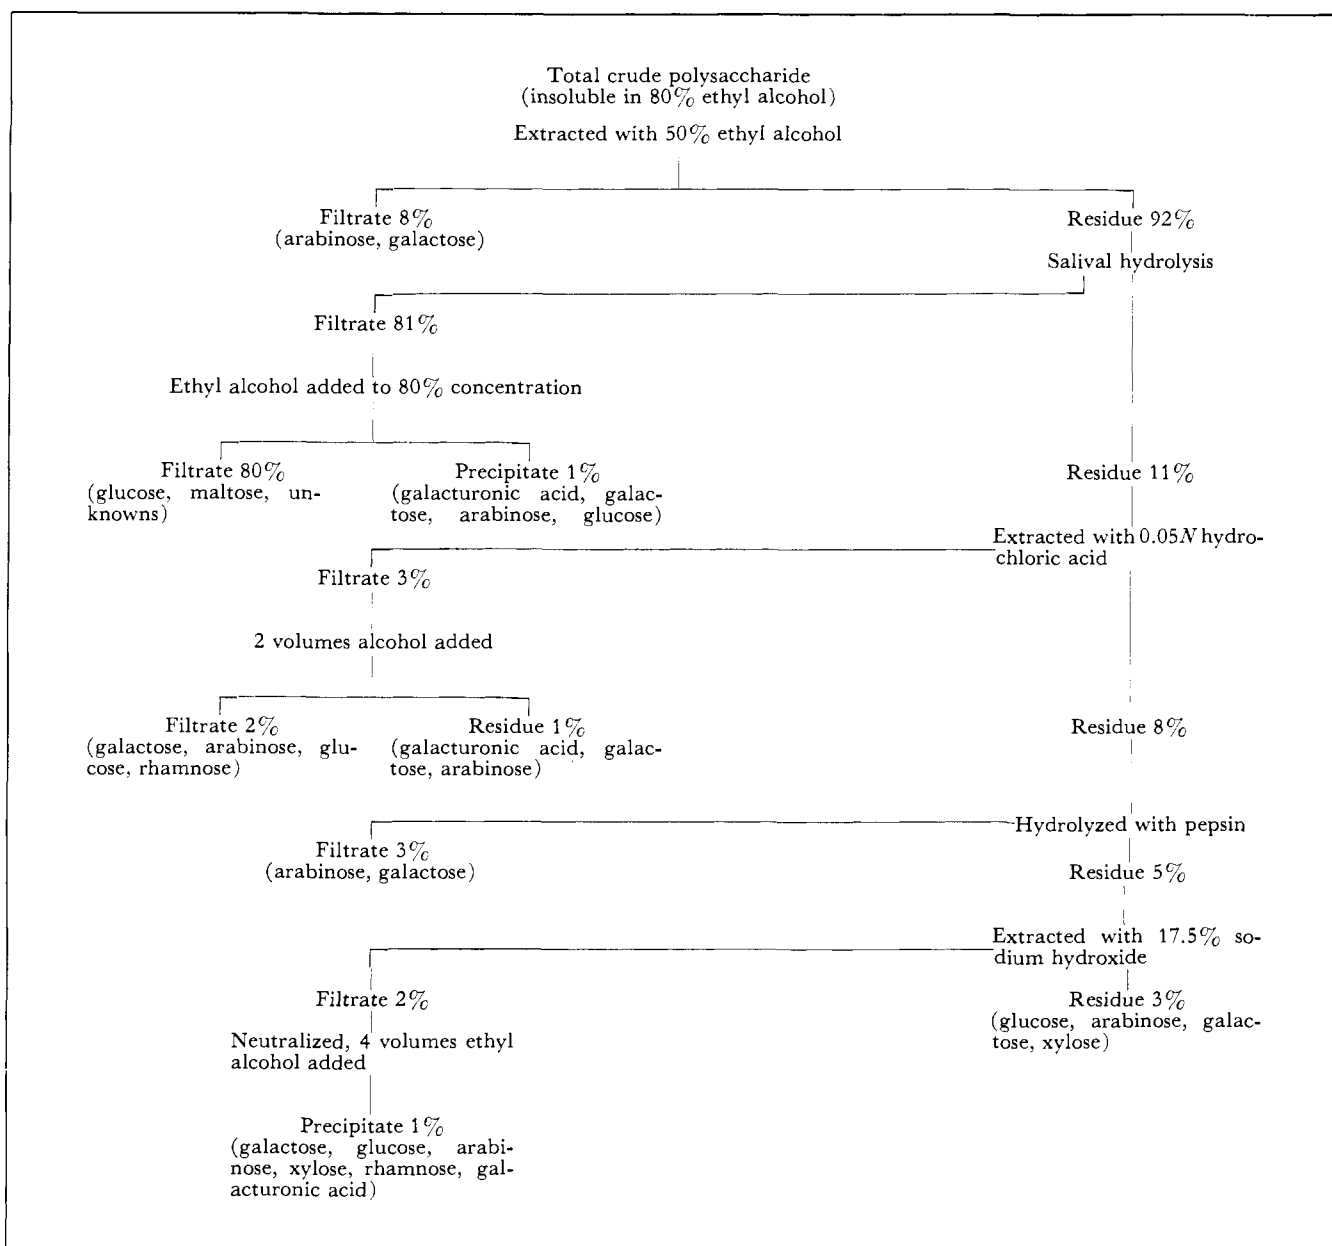 Total crude polysaccharide
(insoluble in 80% ethyl alcohol)
Extracted with 50% ethyl alcohol
Filtrate 8%
(arabinose, galactose)
Residue 92%
Salival hydrolysis
Filtrate 81%
Ethyl alcohol added to 80% concentration
Filtrate 80%
(glucose, maltose, un-
knowns)
Precipitate 1%
(galacturonic acid, galac-
tose, arabinose, glucose)
Residue 11%
Extracted with 0.05N hydro-
chloric acid
Filtrate 3%
2 volumes alcohol added
Filtrate 2%
(galactose, arabinose, glu-
cose, rhamnose)
Residue 1%
(galacturonic acid, galac-
tose, arabinose)
Residue 8%
Hydrolyzed with pepsin
Filtrate 3%
(arabinose, galactose)
Residue 5%
Extracted with 17.5% so-
dium hydroxide
Filtrate 2%
Neutralized, 4 volumes ethyl
alcohol added
Residue 3%
(glucose, arabinose, galac-
tose, xylose)
Precipitate 1%
(galactose, glucose, arabi-
nose, xylose, rhamnose, gal-
acturonic acid)